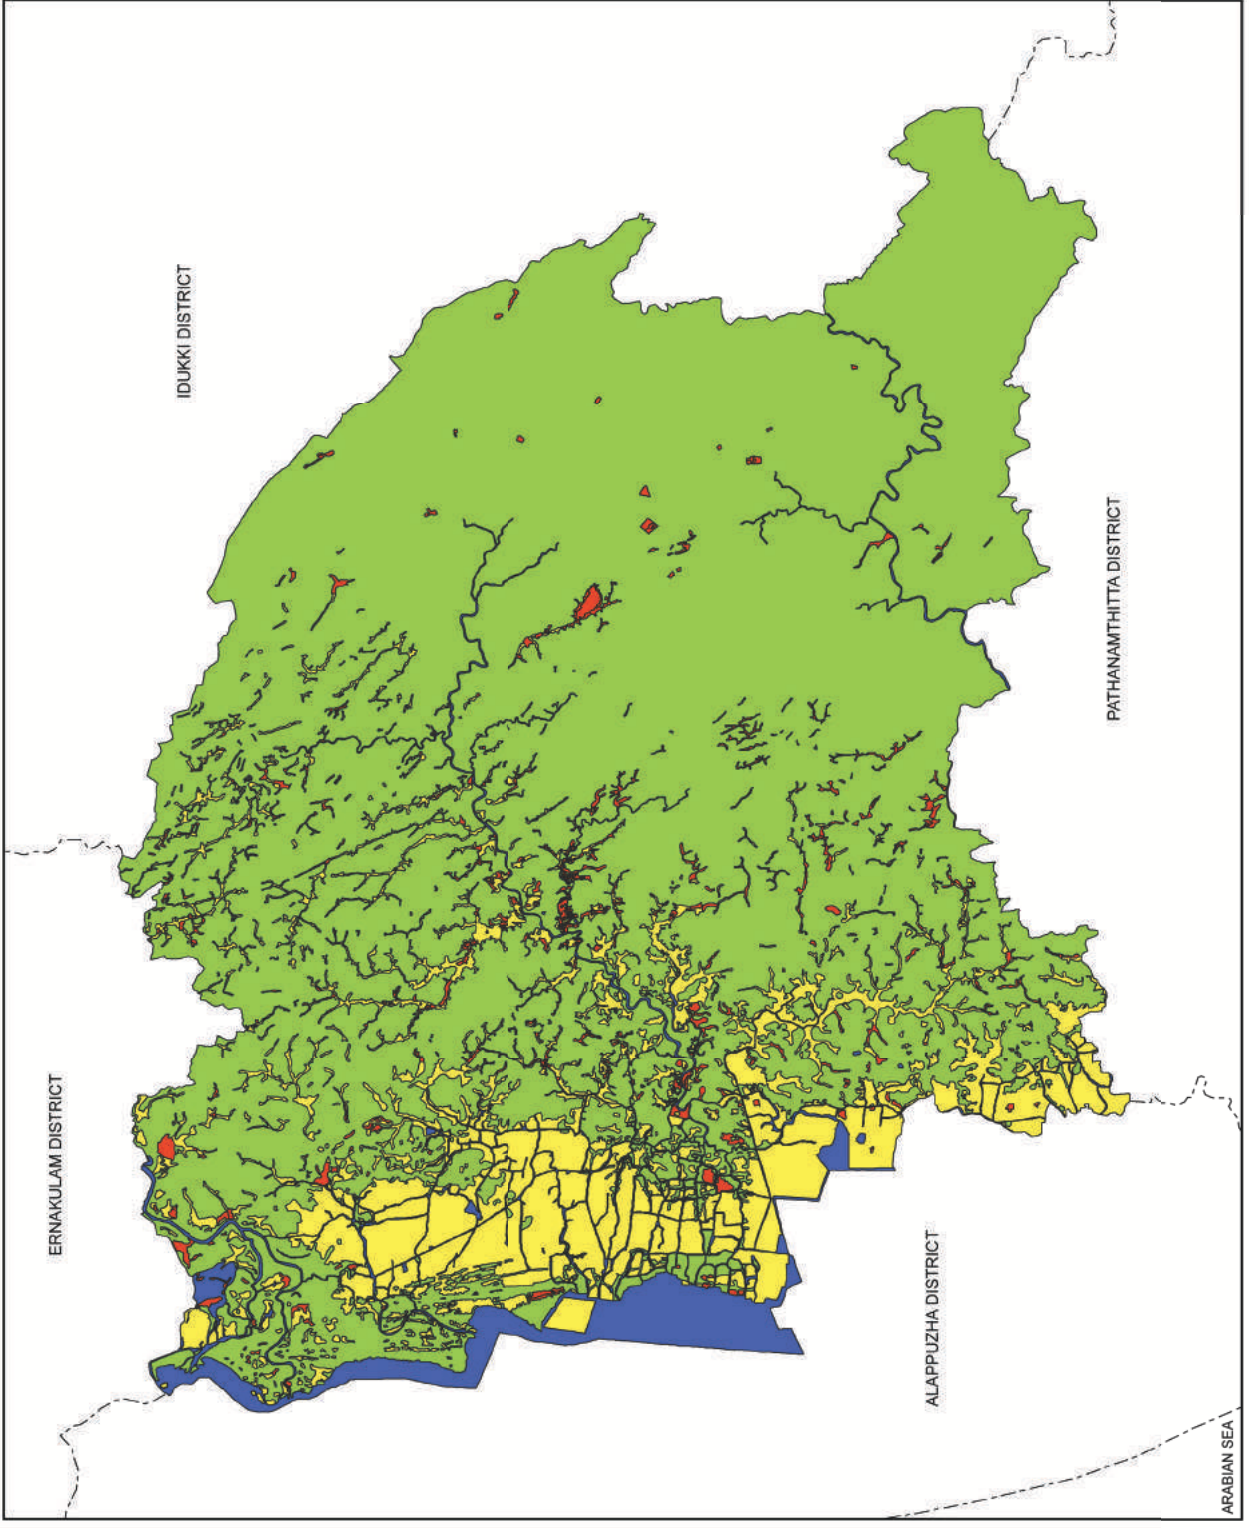 ERNAKULAM DISTRICT
IDUKKI DISTRICT
ALAPPUZHA DISTRICT
PATHANAMTHITTA DISTRICT
ARABIAN SEA